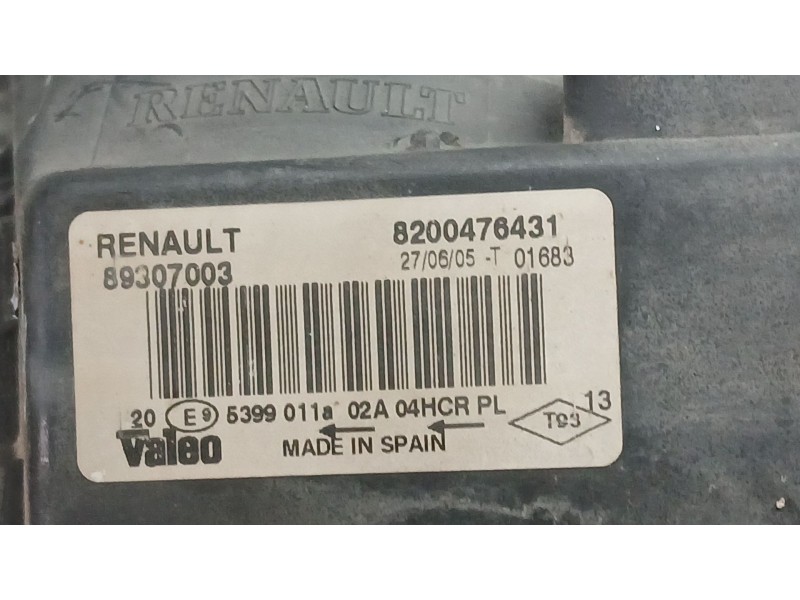 RENAULT
RENAULT 8200476431
89307003 27/06/05 -T 01683
20 E9 5399 011a 02A 04HCR PL T93 13
Valeo MADE IN SPAIN